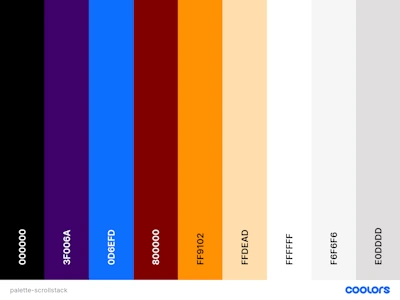 000000
3F006A
0D6EFD
800000
FF9102
FFDEAD
FFFFFF
F6F6F6
E0DDDD
palette-scrollstack
coolors